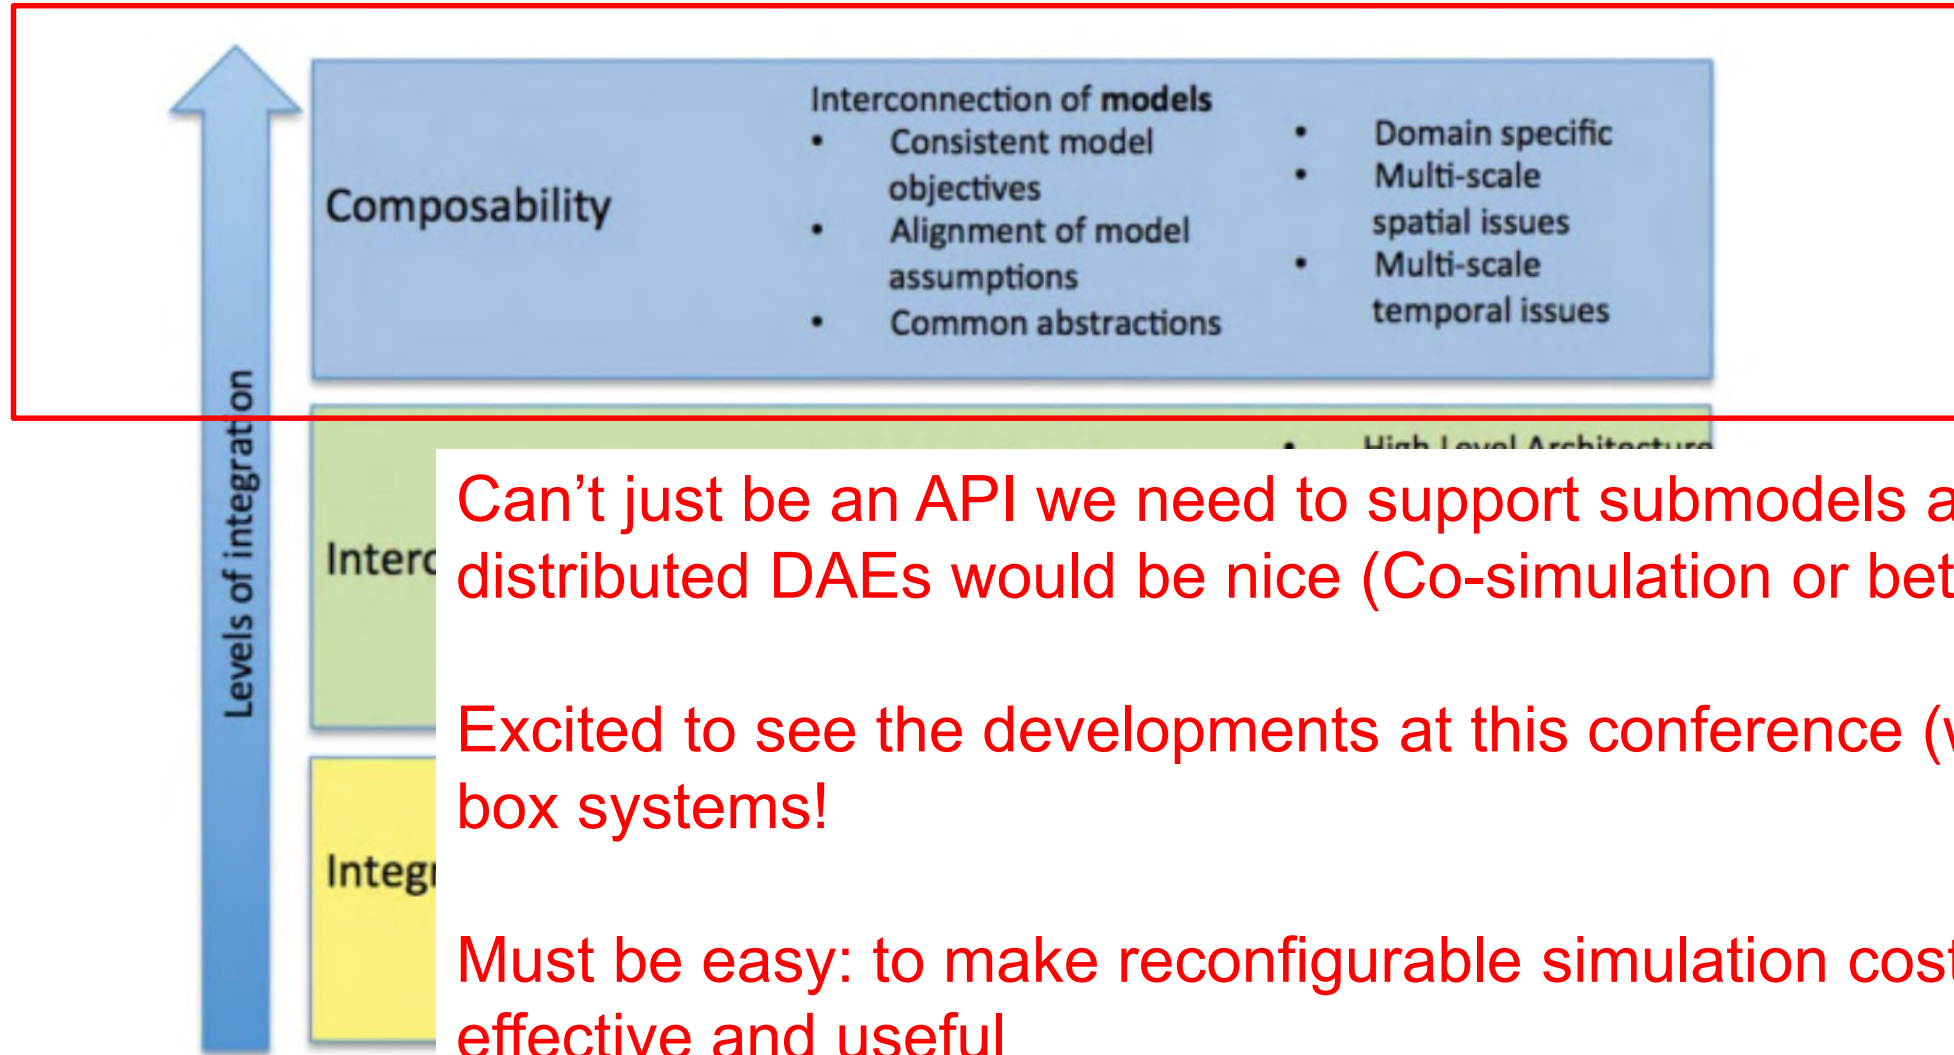 Interconnection of models
• Consistent model
objectives
• Alignment of model
assumptions
• Common abstractions
• Domain specific
• Multi-scale
spatial issues
• Multi-scale
temporal issues
Composability
Levels of integration
• High Level Architecture
Can’t just be an API we need to support submodels a
distributed DAEs would be nice (Co-simulation or bet
Excited to see the developments at this conference (
box systems!
Must be easy: to make reconfigurable simulation cost
effective and useful